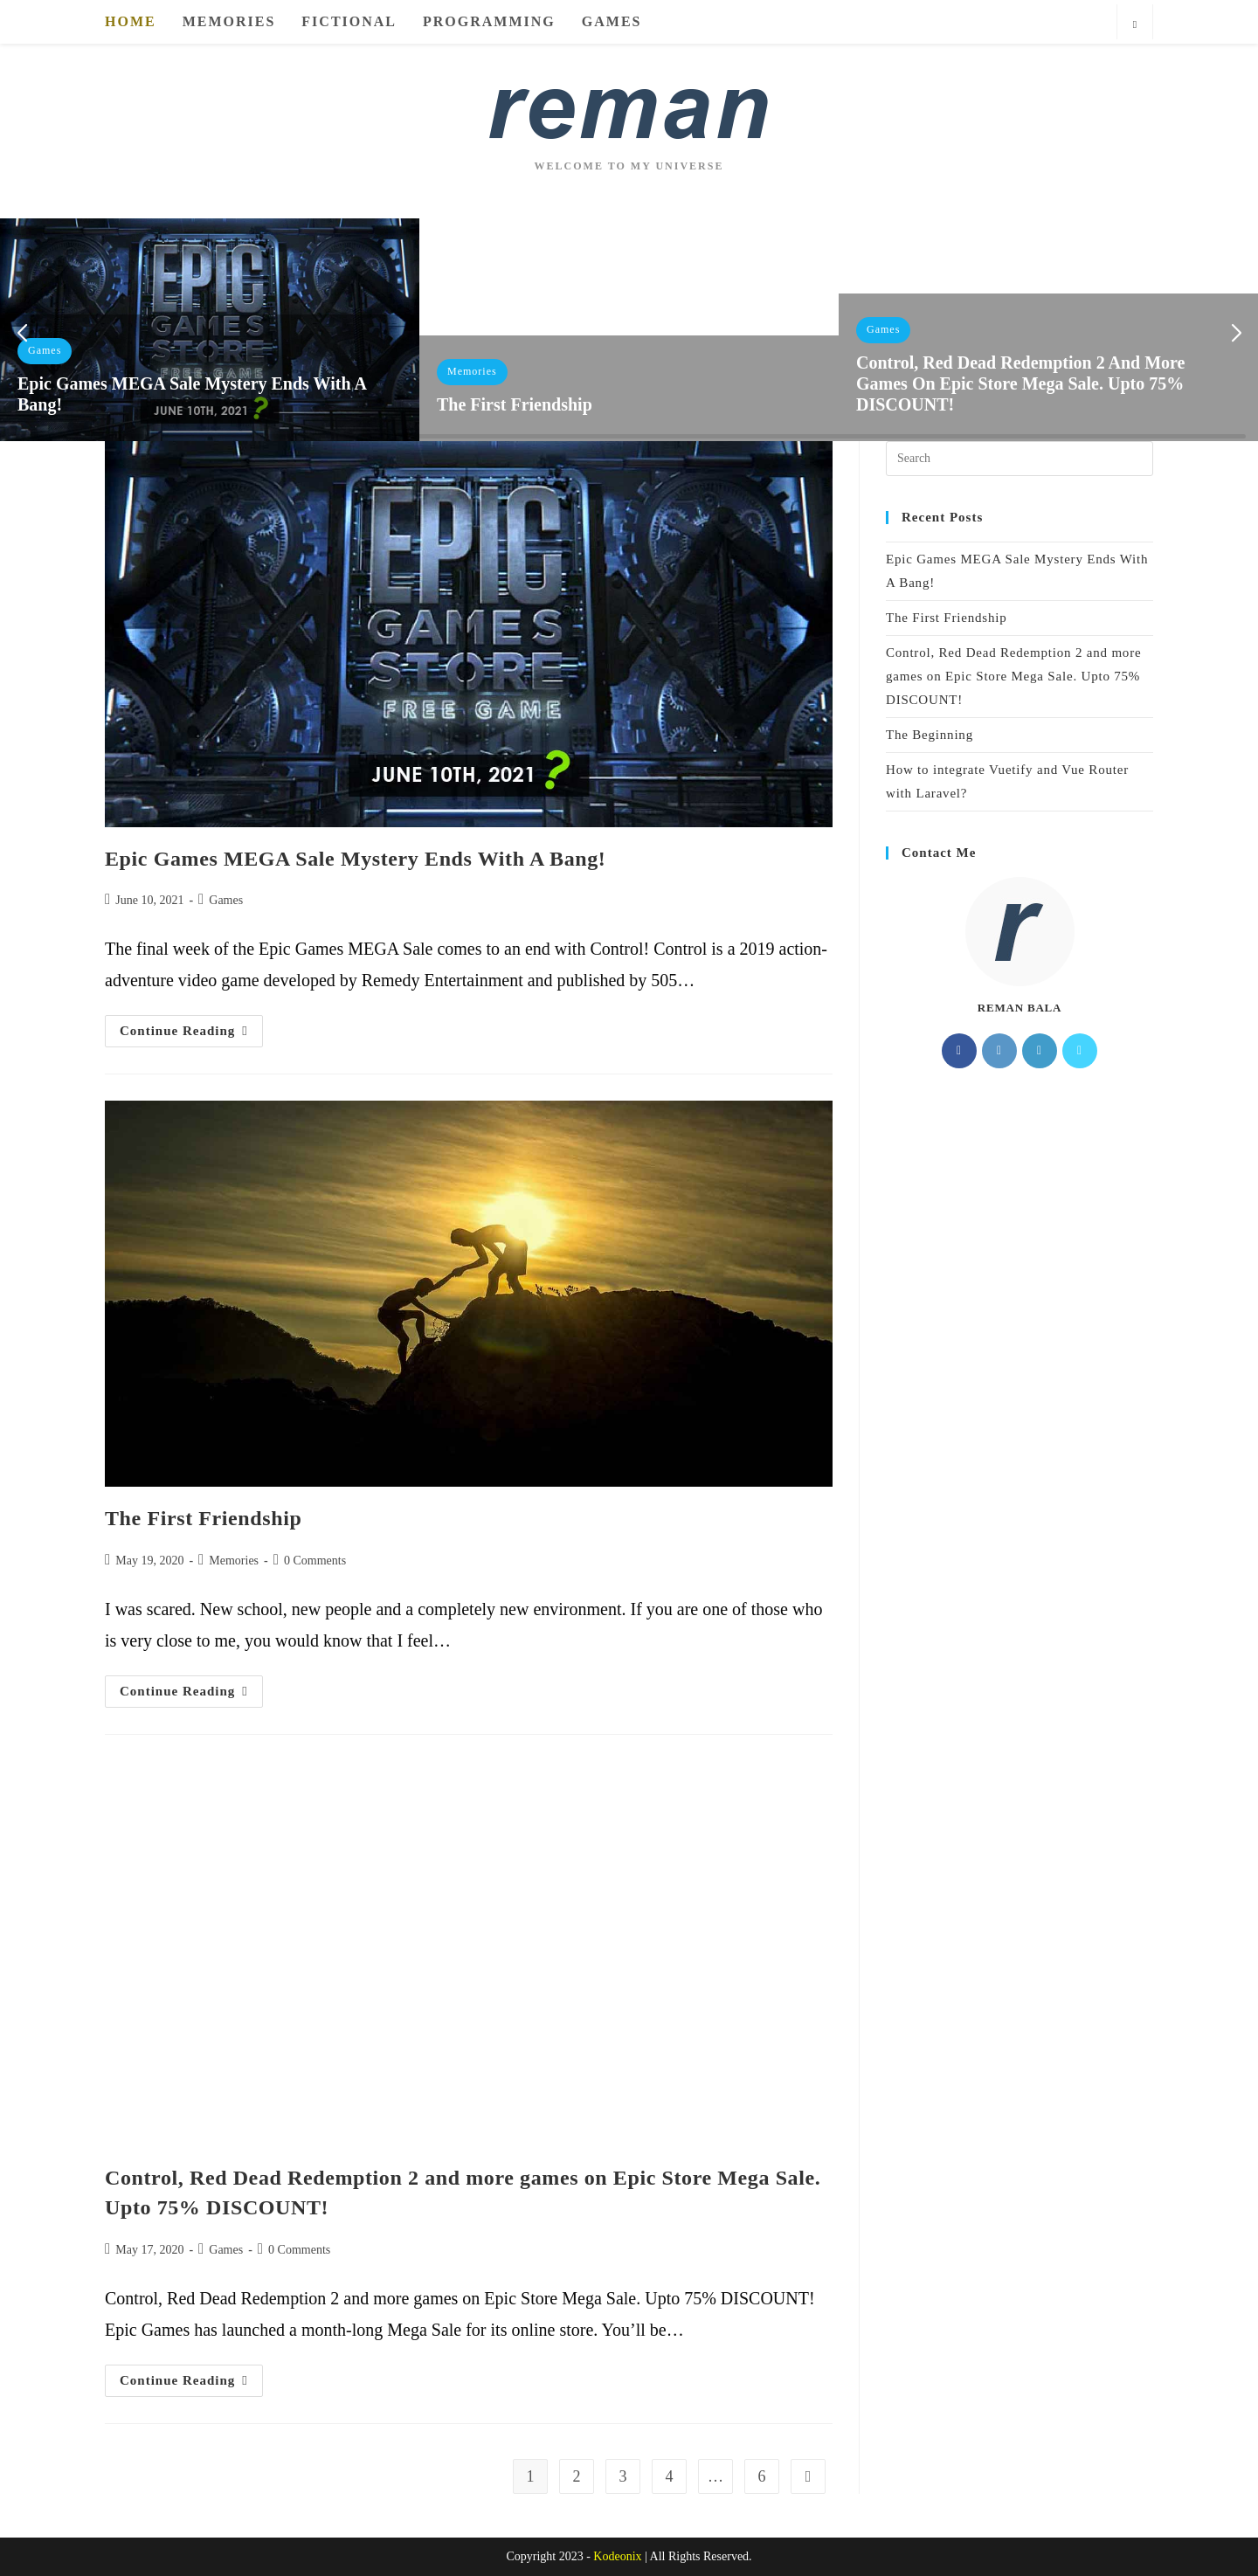 HOME MEMORIES FICTIONAL PROGRAMMING GAMES
reman
WELCOME TO MY UNIVERSE
EPIC
GAMES
STORE
FREE GAME
JUNE 10TH, 2021 ?
Games
Epic Games MEGA Sale Mystery Ends With A
Bang!
Memories
The First Friendship
Games
Control, Red Dead Redemption 2 And More
Games On Epic Store Mega Sale. Upto 75%
DISCOUNT!
EPIC
GAMES
STORE
FREE GAME
JUNE 10TH, 2021 ?
Epic Games MEGA Sale Mystery Ends With A Bang!
June 10, 2021 - Games
The final week of the Epic Games MEGA Sale comes to an end with Control! Control is a 2019 action-
adventure video game developed by Remedy Entertainment and published by 505…
Continue Reading
The First Friendship
May 19, 2020 - Memories - 0 Comments
I was scared. New school, new people and a completely new environment. If you are one of those who
is very close to me, you would know that I feel…
Continue Reading
Control, Red Dead Redemption 2 and more games on Epic Store Mega Sale.
Upto 75% DISCOUNT!
May 17, 2020 - Games - 0 Comments
Control, Red Dead Redemption 2 and more games on Epic Store Mega Sale. Upto 75% DISCOUNT!
Epic Games has launched a month-long Mega Sale for its online store. You’ll be…
Continue Reading
1 2 3 4 … 6
Search
Recent Posts
Epic Games MEGA Sale Mystery Ends With
A Bang!
The First Friendship
Control, Red Dead Redemption 2 and more
games on Epic Store Mega Sale. Upto 75%
DISCOUNT!
The Beginning
How to integrate Vuetify and Vue Router
with Laravel?
Contact Me
r
REMAN BALA
Copyright 2023 - Kodeonix | All Rights Reserved.